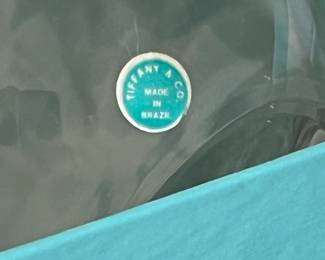 TIFFANY & CO.
MADE
IN
BRAZIL